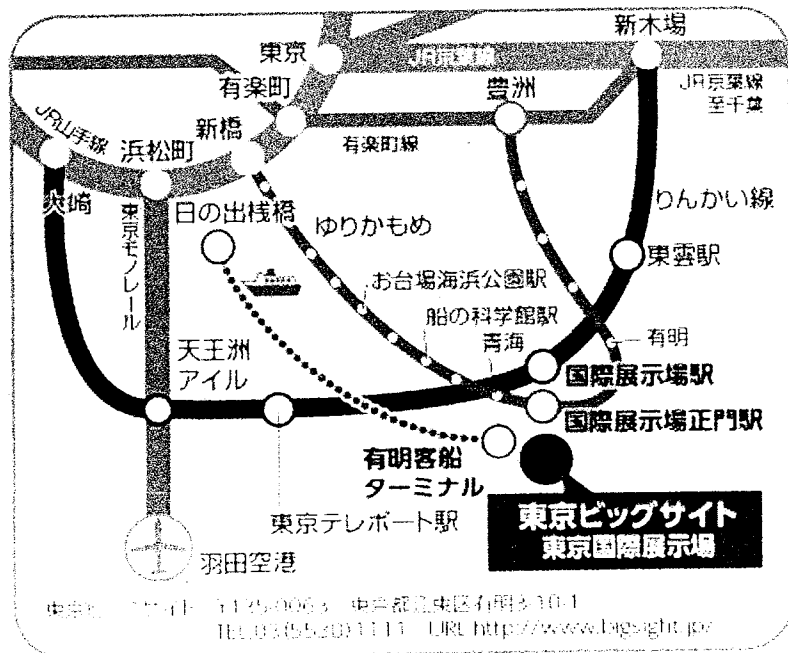 新木場
東京
JR京葉線
有楽町
豊洲
JR京葉線
至千葉
JR山手線
新橋
有楽町線
浜松町
大崎
日の出桟橋
ゆりかもめ
りんかい線
東京モノレール
東雲駅
お台場海浜公園駅
船の科学館駅
有明
青海
天王洲
アイル
国際展示場駅
国際展示場正門駅
有明客船
ターミナル
東京テレポート駅
東京ビッグサイト
東京国際展示場
羽田空港
〒135-0063 東京都江東区有明3-10-1
TEL.03(5530)1111 URL http://www.bigsight.jp/